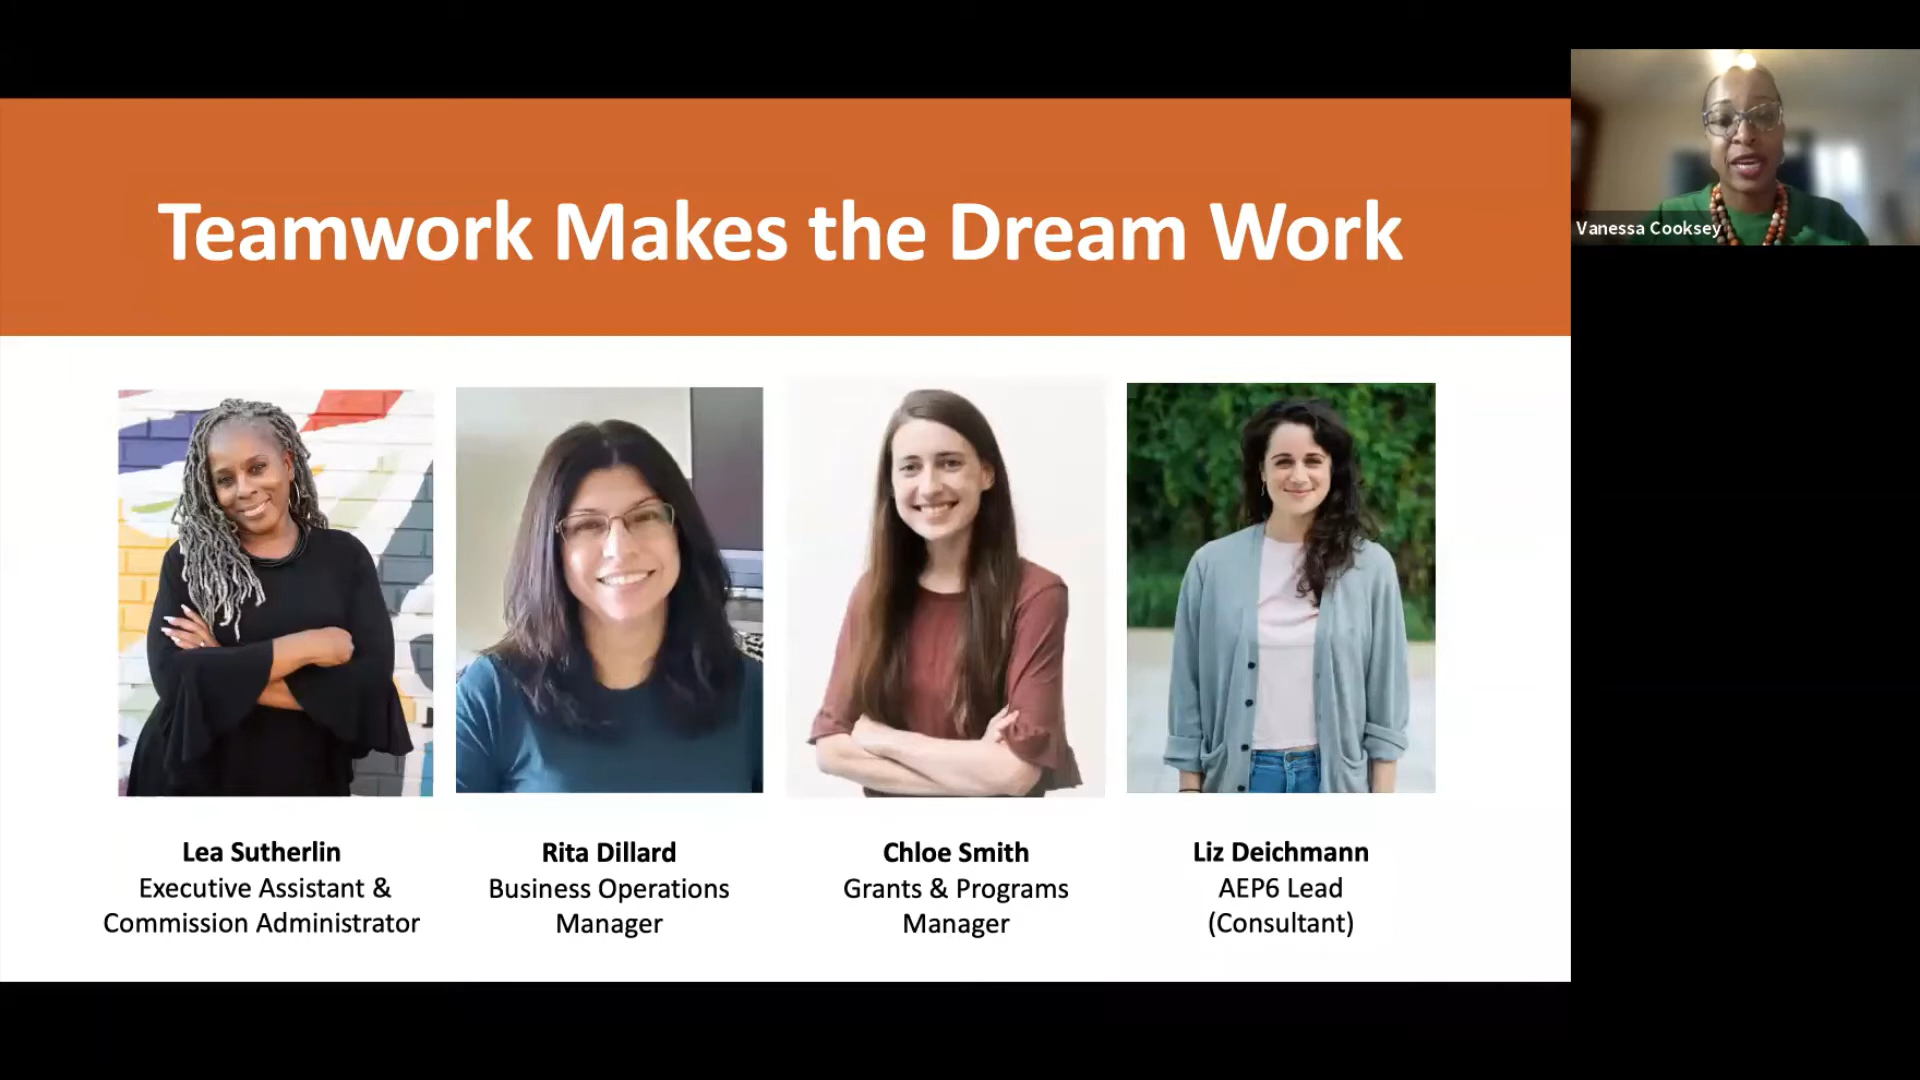 Teamwork Makes the Dream Work
Vanessa Cooksey
Lea Sutherlin
Executive Assistant &
Commission Administrator
Rita Dillard
Business Operations
Manager
Chloe Smith
Grants & Programs
Manager
Liz Deichmann
AEP6 Lead
(Consultant)